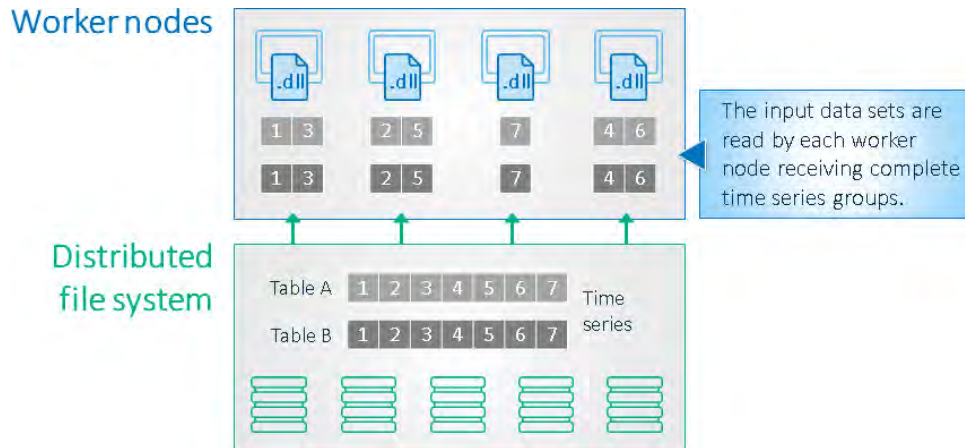 Worker nodes
.dll .dll .dll .dll
1 3 2 5 7 4 6
1 3 2 5 7 4 6
The input data sets are
read by each worker
node receiving complete
time series groups.
Distributed
file system
Table A 1 2 3 4 5 6 7
Table B 1 2 3 4 5 6 7
Time
series